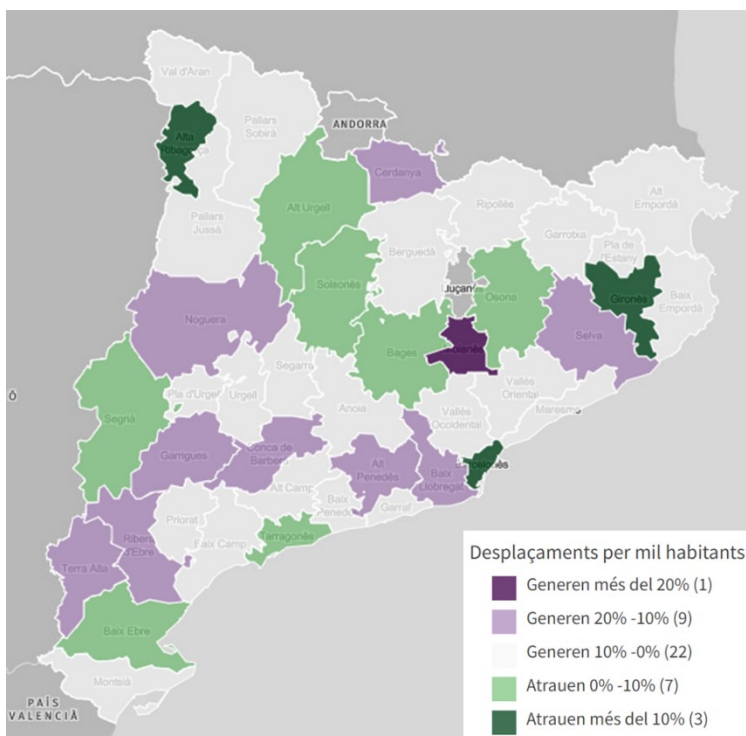 Val d'Aran
Pallars
Sobirà
ANDORRA
Alta
Cerdanya
Alt
Empordà
Alt Urgell
Ripollès
Pallars
Jussà
Garrotxa
Berguedà
Pla de
l'Estany
Solsonès
Osona
Gironès
Baix
Empordà
Noguera
Bages
Selva
Segarra
Vallès
Oriental
Pla d'Urgell
Urgell
Anoia
Maresme
Segrià
Vallès
Occidental
Garrigues
Conca de
Barberà
Alt
Penedès
Baix
Llobregat
Alt Camp
Baix
Penedès
Garraf
Priorat
Ribera
d'Ebre
Baix Camp
Tarragonès
Terra Alta
Baix Ebre
Montsià
PAÍS
VALENCIÀ
Desplaçaments per mil habitants
Generen més del 20% (1)
Generen 20% -10% (9)
Generen 10% -0% (22)
Atrauen 0% -10% (7)
Atrauen més del 10% (3)